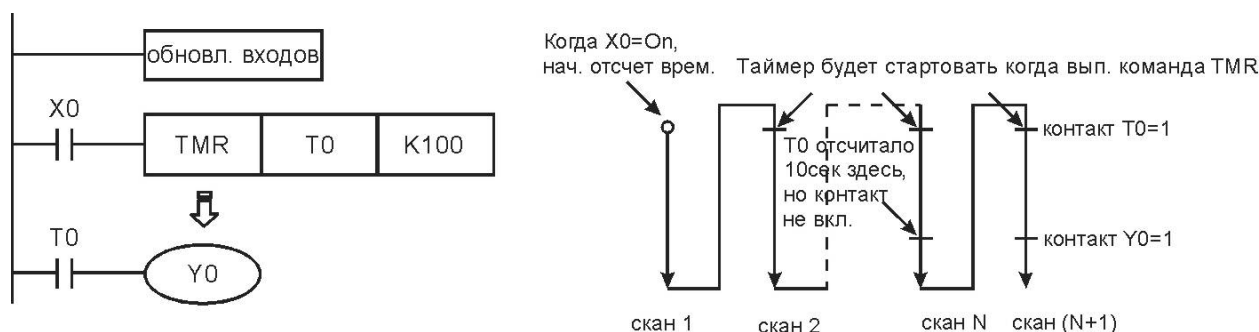 обновл. входов
X0
TMR
T0
K100
T0
Y0
Когда X0=On,
нач. отсчет врем.
Таймер будет стартовать когда вып. команда TMR
T0 отсчитало
10сек здесь,
но контакт
не вкл.
контакт T0=1
контакт Y0=1
скан 1
скан 2
скан N
скан (N+1)